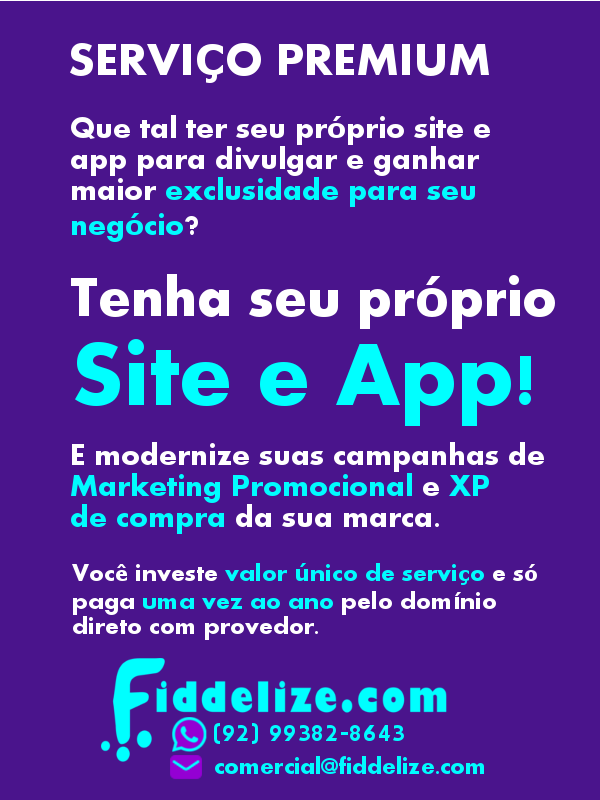 SERVIÇO PREMIUM
Que tal ter seu próprio site e
app para divulgar e ganhar
maior exclusidade para seu
negócio?
Tenha seu próprio
Site e App!
E modernize suas campanhas de
Marketing Promocional e XP
de compra da sua marca.
Você investe valor único de serviço e só
paga uma vez ao ano pelo domínio
direto com provedor.
Fiddelize.com
(92) 99382-8643
comercial@fiddelize.com